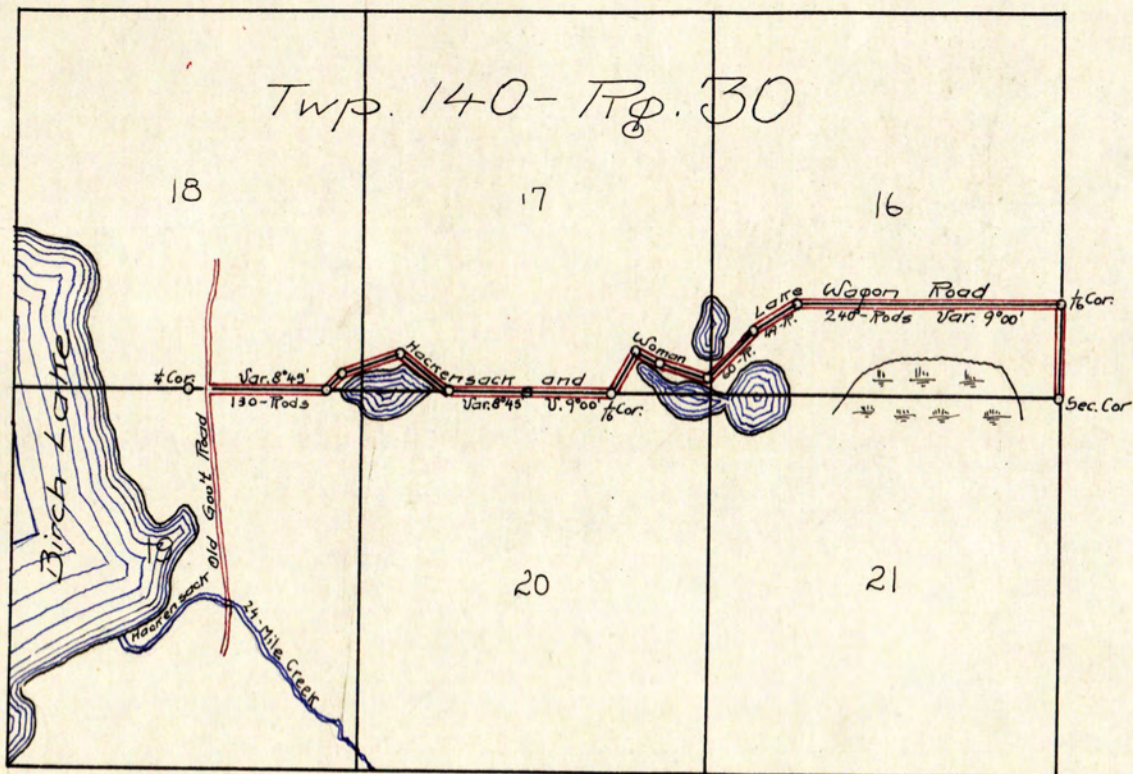 Twp. 140 - Rg. 30
18
17
16
Hackensack and Woman Lake Wagon Road
¼ Cor.
Var. 8°45'
130-Rods
Var. 8°45'
V. 9°00'
1/16 Cor.
60-R.
240-Rods
Var. 9°00'
1/16 Cor.
Sec. Cor
Birch Lake
Old Gov't Road
Hackensack
24-Mile Creek
20
21